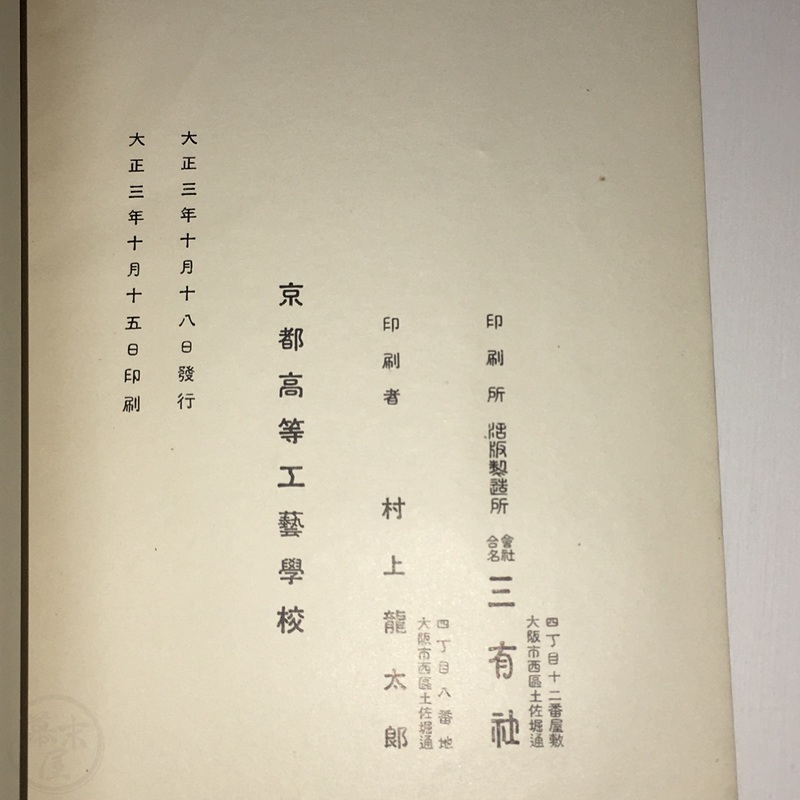 大正三年十月十五日印刷
大正三年十月十八日發行
京都高等工藝學校
印刷者 村上龍太郎
大阪市西區土佐堀通
四丁目八番地
印刷所 活版製造所 合名會社 三有社
大阪市西區土佐堀通
四丁目十二番屋敷